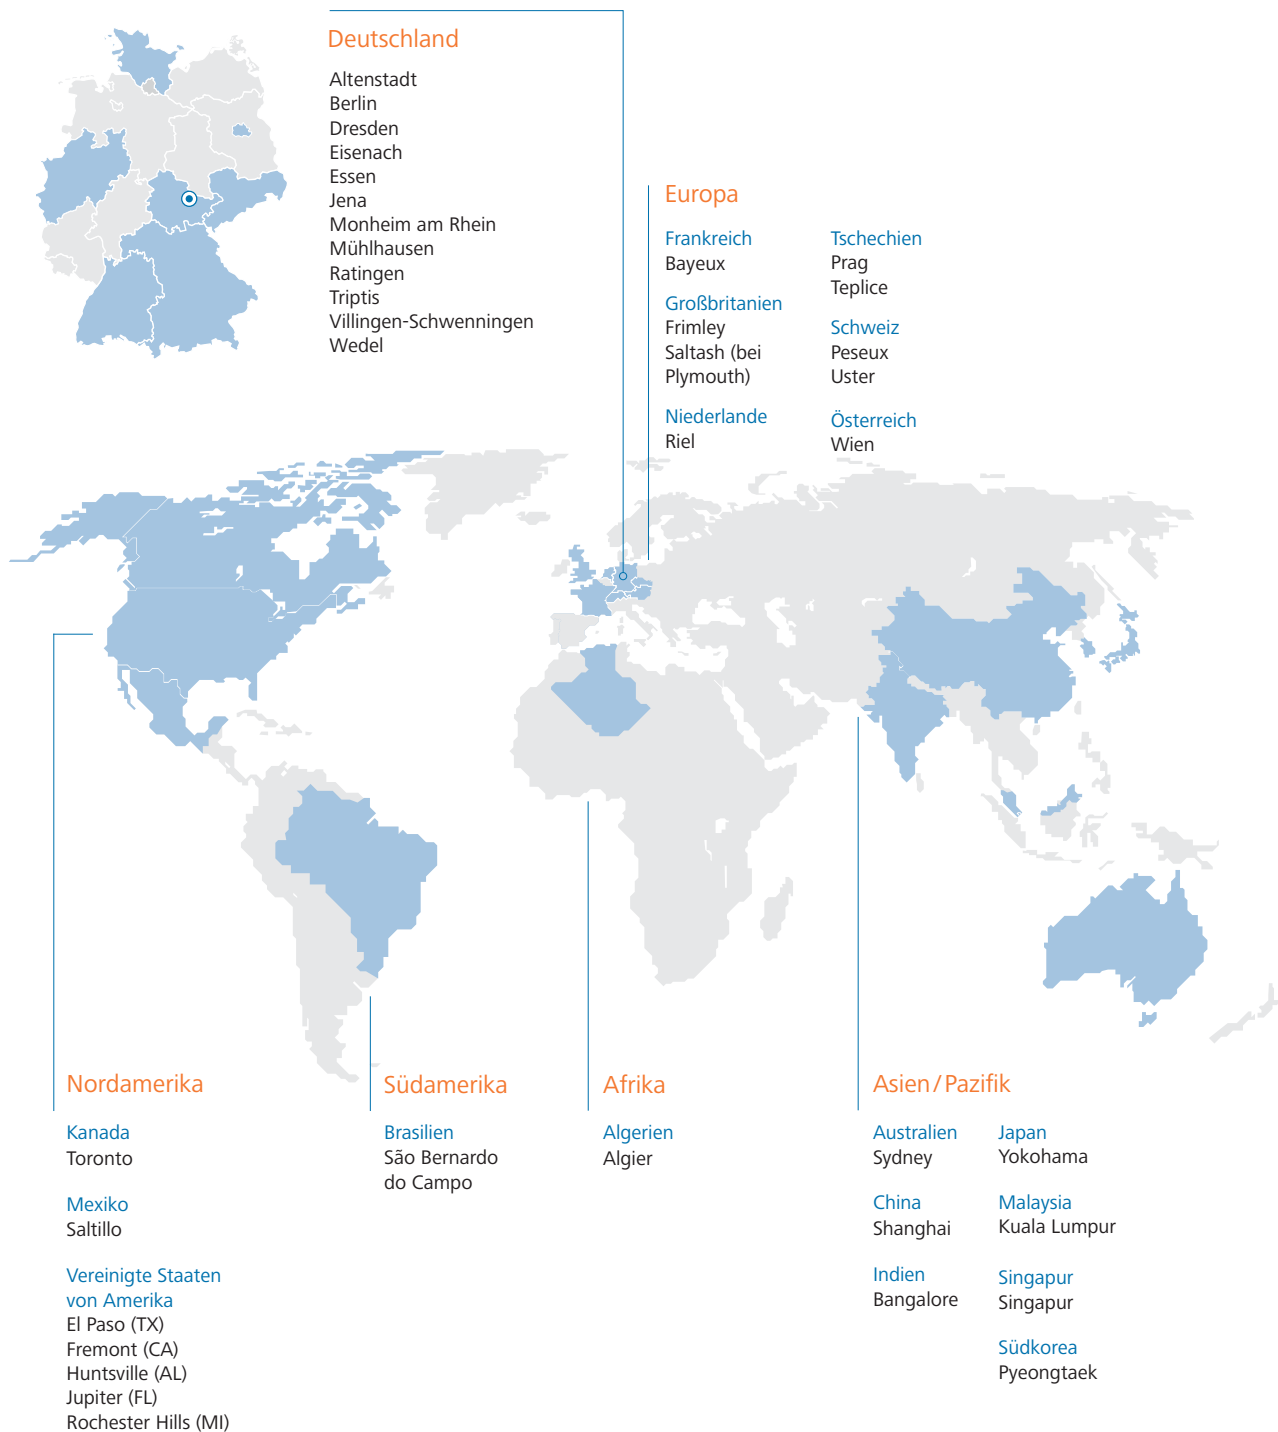 Deutschland
Altenstadt
Berlin
Dresden
Eisenach
Essen
Jena
Monheim am Rhein
Mühlhausen
Ratingen
Triptis
Villingen-Schwenningen
Wedel
Europa
Frankreich
Bayeux
Großbritanien
Frimley
Saltash (bei
Plymouth)
Niederlande
Riel
Tschechien
Prag
Teplice
Schweiz
Peseux
Uster
Österreich
Wien
Nordamerika
Kanada
Toronto
Mexiko
Saltillo
Vereinigte Staaten
von Amerika
El Paso (TX)
Fremont (CA)
Huntsville (AL)
Jupiter (FL)
Rochester Hills (MI)
Südamerika
Brasilien
São Bernardo
do Campo
Afrika
Algerien
Algier
Asien / Pazifik
Australien
Sydney
China
Shanghai
Indien
Bangalore
Japan
Yokohama
Malaysia
Kuala Lumpur
Singapur
Singapur
Südkorea
Pyeongtaek